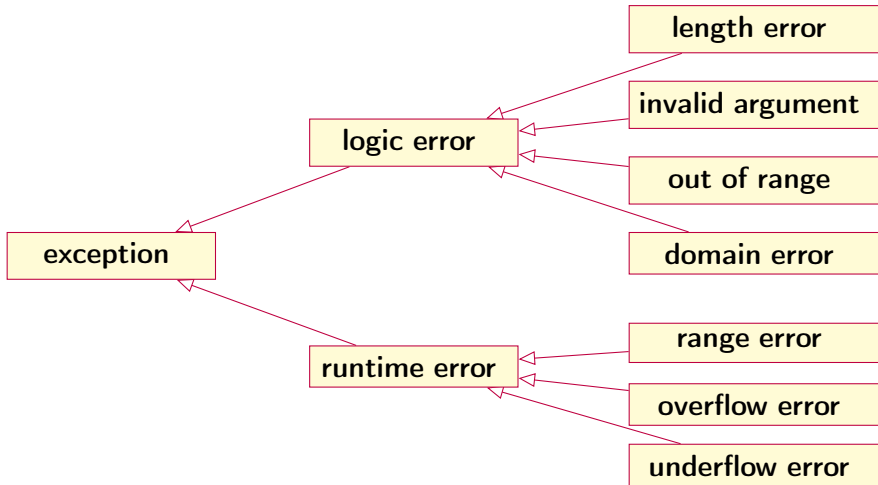 length error
invalid argument
logic error
out of range
exception
domain error
range error
runtime error
overflow error
underflow error